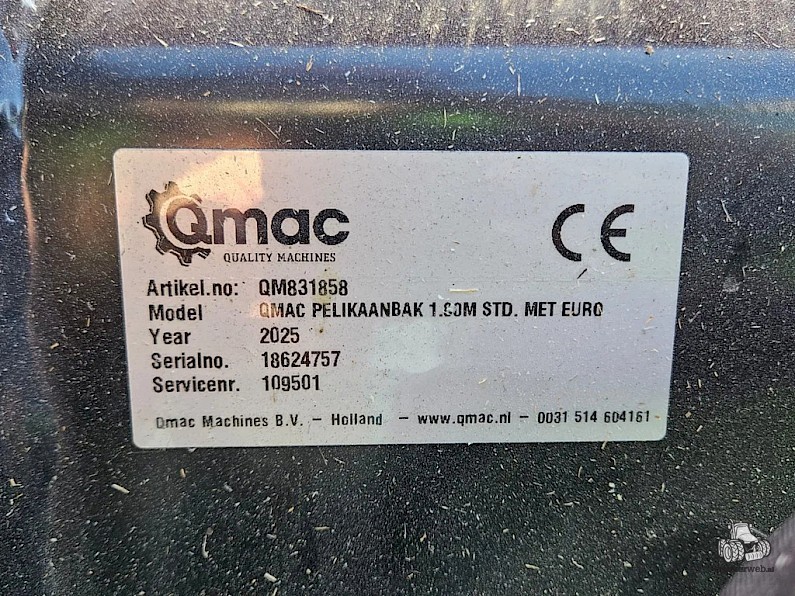 Qmac
QUALITY MACHINES
CE
Artikel.no: QM831858
Model QMAC PELIKAANBAK STD. MET EURO
Year 2025
Serialno. 18624757
Servicenr. 109501
Qmac Machines B.V. – Holland – www.qmac.nl – 0031 514 604161